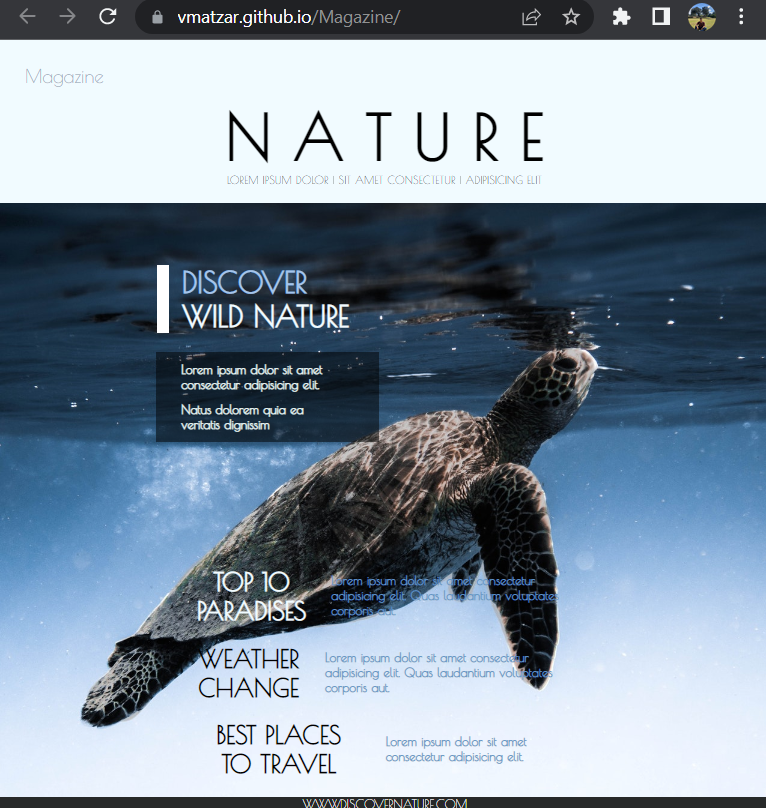 vmatzar.github.io/Magazine/
Magazine
NATURE
LOREM IPSUM DOLOR | SIT AMET CONSECTETUR | ADIPISICING ELIT
DISCOVER
WILD NATURE
Lorem ipsum dolor sit amet
consectetur adipisicing elit.
Natus dolorem quia ea
veritatis dignissim
TOP 10
PARADISES
Lorem ipsum dolor sit amet consectetur
adipisicing elit. Quas laudantium voluptates
corporis aut.
WEATHER
CHANGE
Lorem ipsum dolor sit amet consectetur
adipisicing elit. Quas laudantium voluptates
corporis aut.
BEST PLACES
TO TRAVEL
Lorem ipsum dolor sit amet
consectetur adipisicing elit.
WWW.DISCOVERNATURE.COM